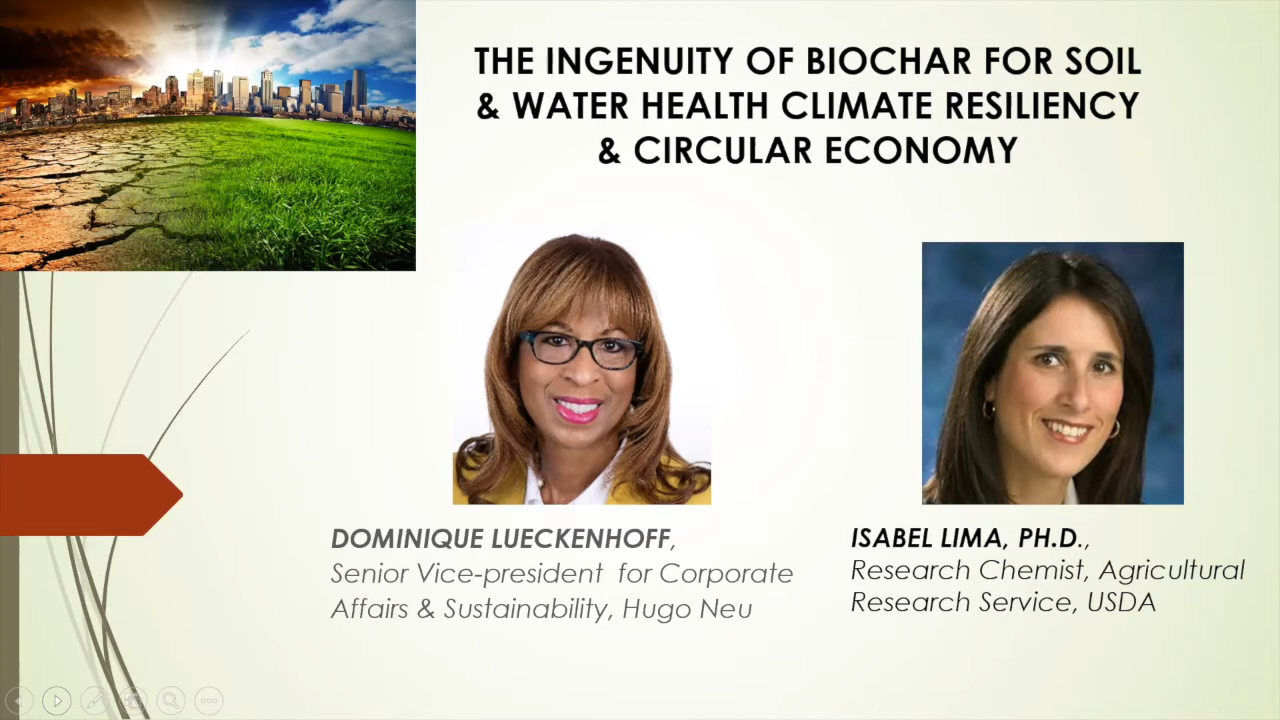 THE INGENUITY OF BIOCHAR FOR SOIL
& WATER HEALTH CLIMATE RESILIENCY
& CIRCULAR ECONOMY
DOMINIQUE LUECKENHOFF,
Senior Vice-president for Corporate
Affairs & Sustainability, Hugo Neu
ISABEL LIMA, PH.D.,
Research Chemist, Agricultural
Research Service, USDA